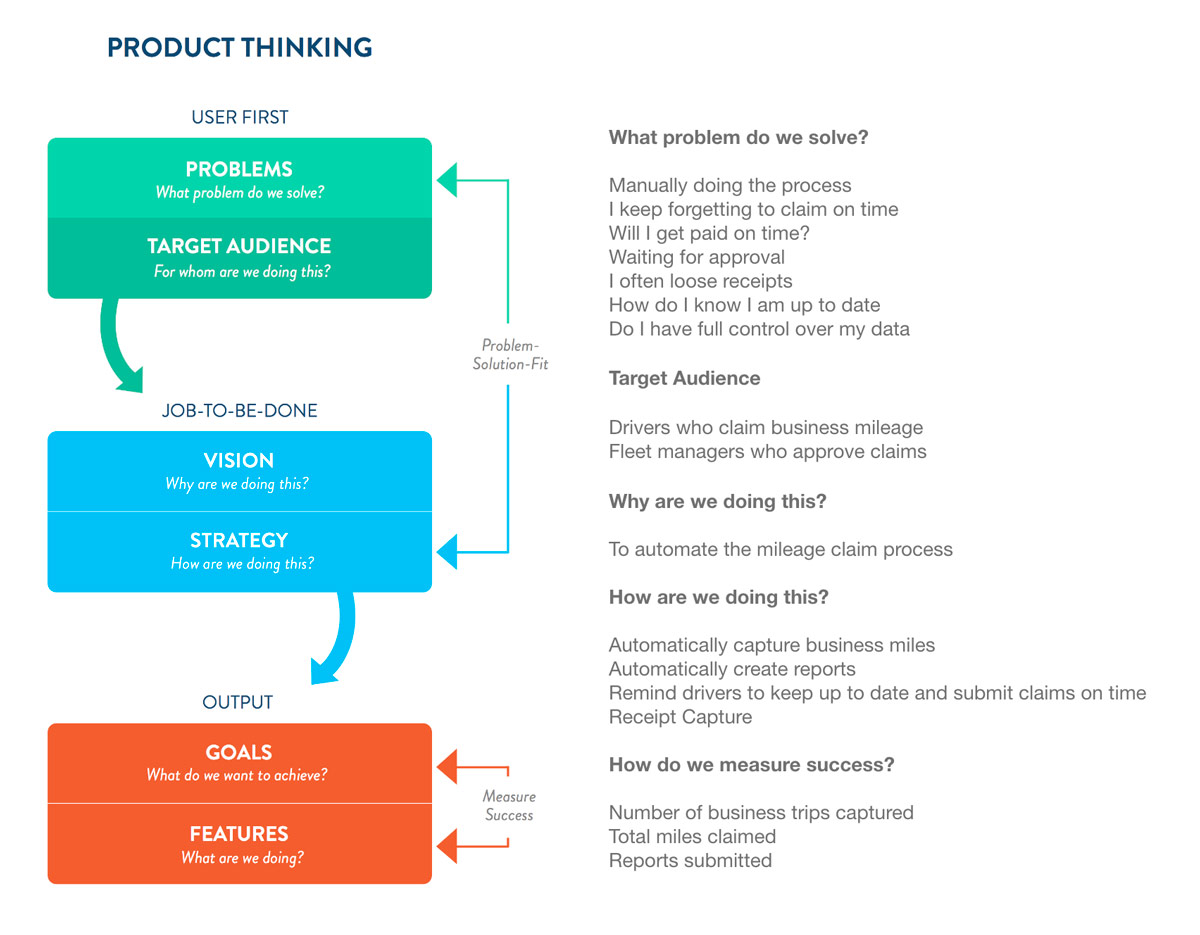 PRODUCT THINKING
USER FIRST
PROBLEMS
What problem do we solve?
TARGET AUDIENCE
For whom are we doing this?
Problem-
Solution-Fit
JOB-TO-BE-DONE
VISION
Why are we doing this?
STRATEGY
How are we doing this?
OUTPUT
GOALS
What do we want to achieve?
Measure
Success
FEATURES
What are we doing?
What problem do we solve?
Manually doing the process
I keep forgetting to claim on time
Will I get paid on time?
Waiting for approval
I often loose receipts
How do I know I am up to date
Do I have full control over my data
Target Audience
Drivers who claim business mileage
Fleet managers who approve claims
Why are we doing this?
To automate the mileage claim process
How are we doing this?
Automatically capture business miles
Automatically create reports
Remind drivers to keep up to date and submit claims on time
Receipt Capture
How do we measure success?
Number of business trips captured
Total miles claimed
Reports submitted